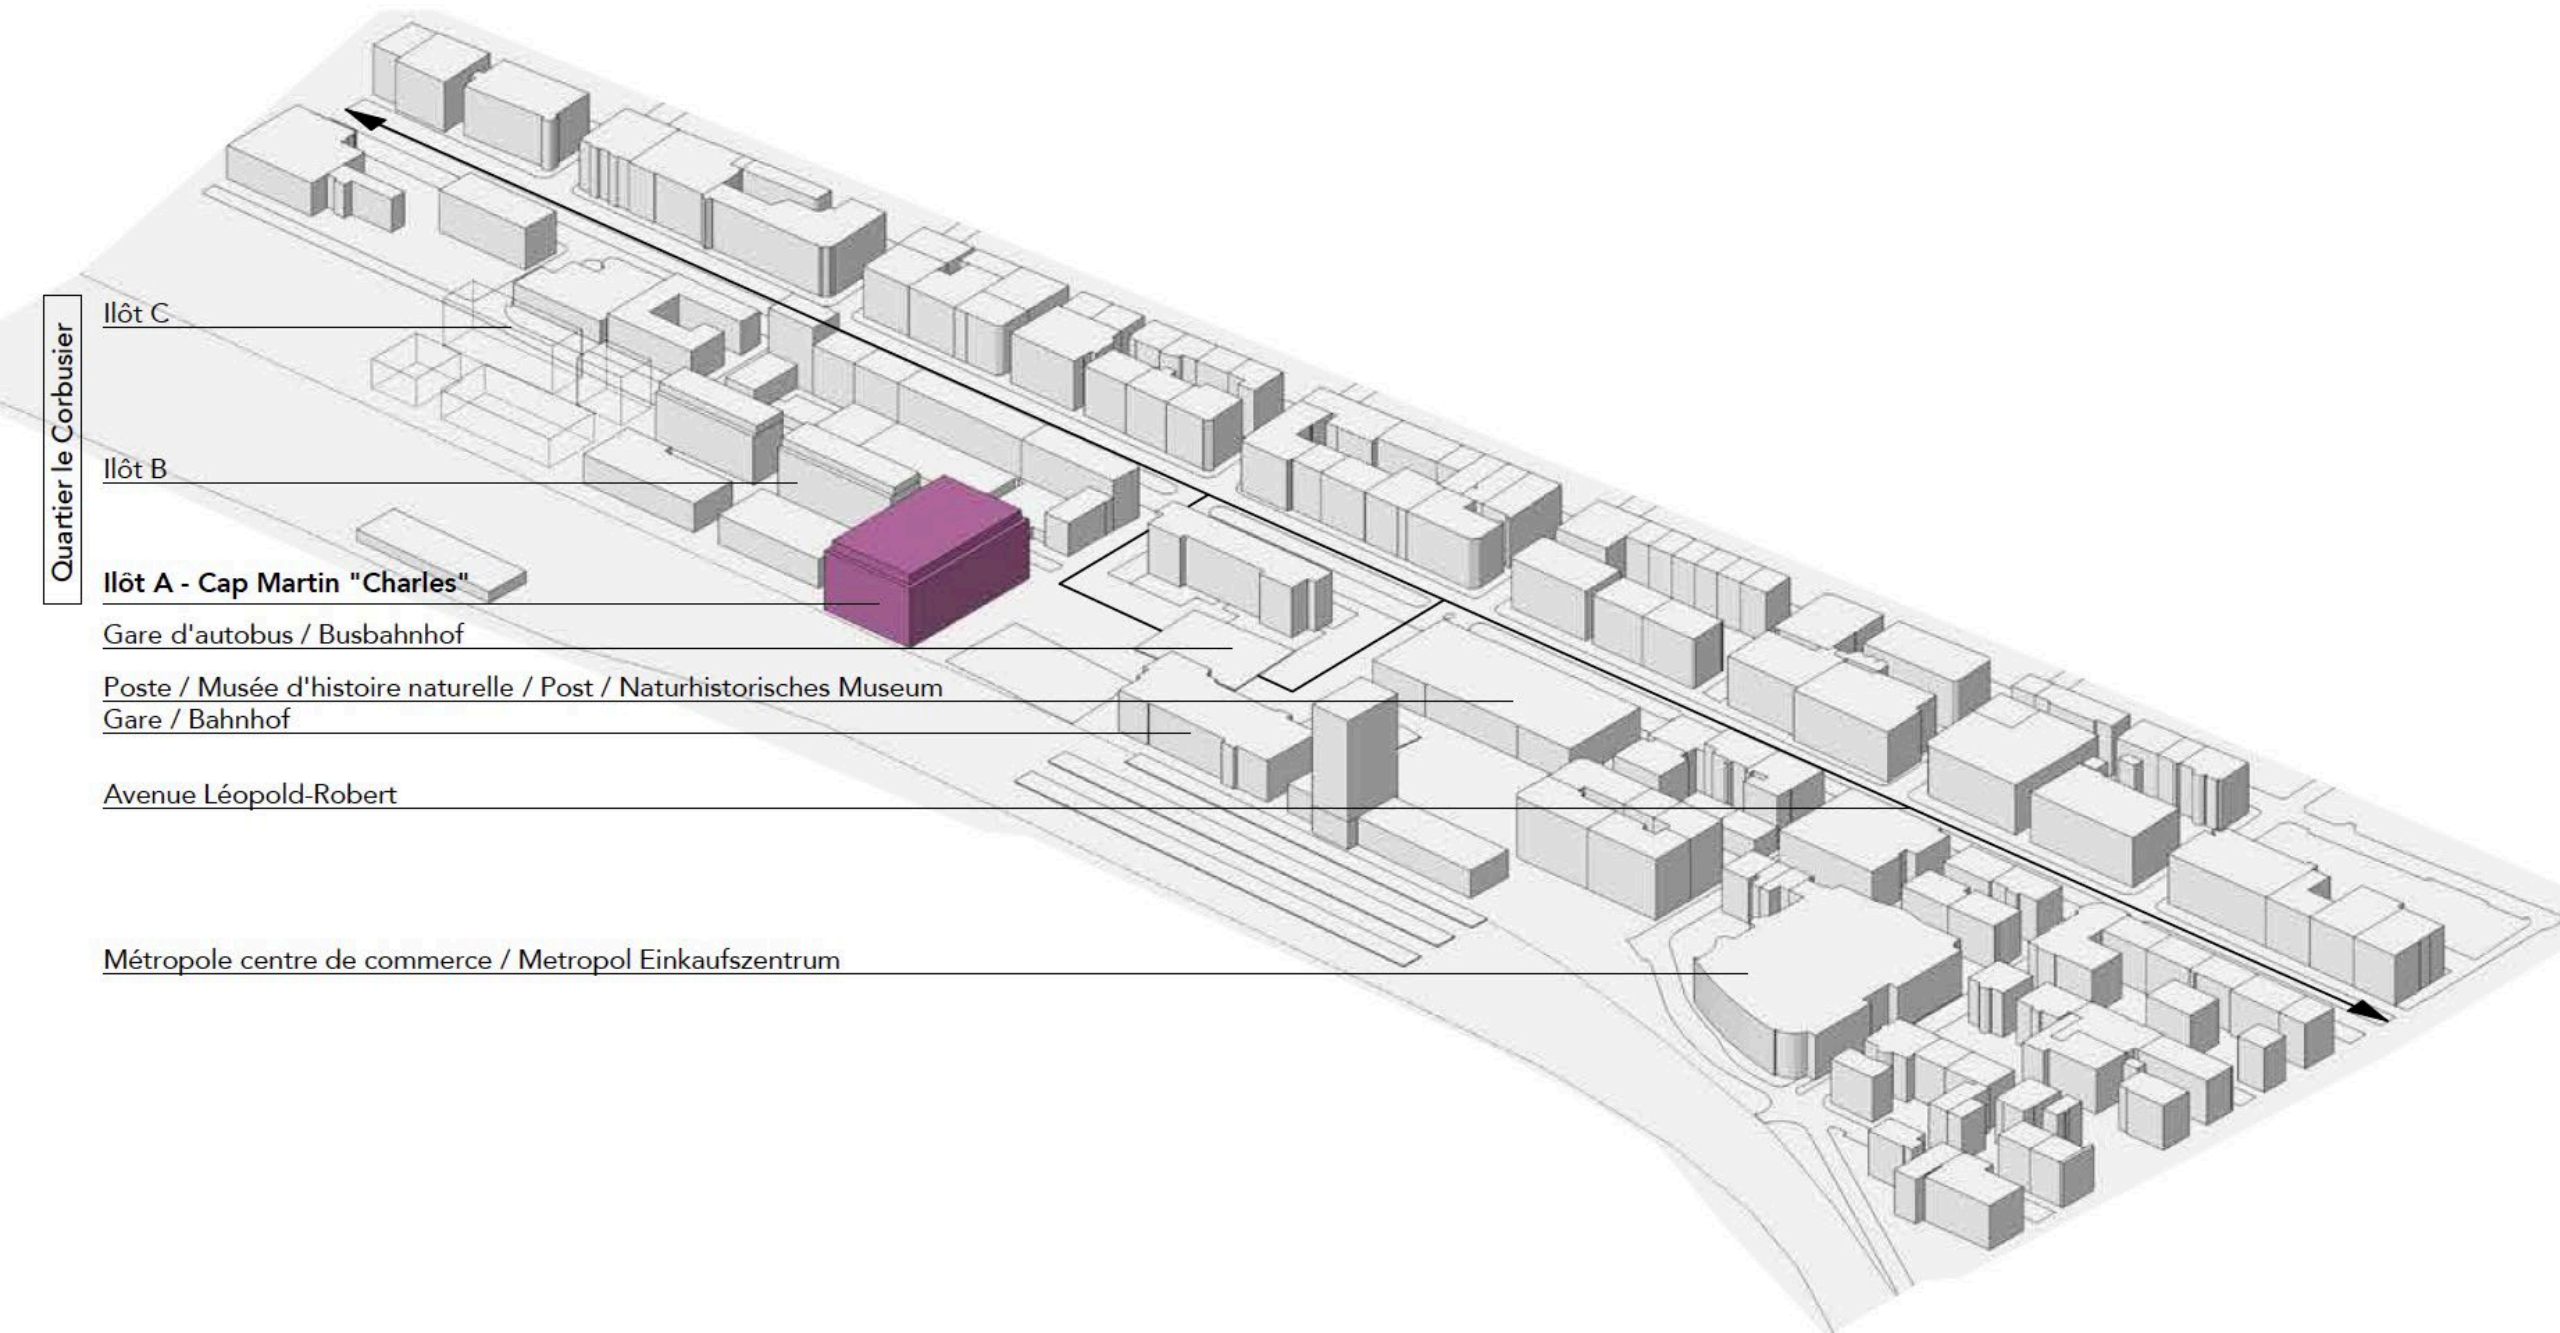 Quartier le Corbusier
Ilôt C
Ilôt B
Ilôt A - Cap Martin "Charles"
Gare d'autobus / Busbahnhof
Poste / Musée d'histoire naturelle / Post / Naturhistorisches Museum
Gare / Bahnhof
Avenue Léopold-Robert
Métropole centre de commerce / Metropol Einkaufszentrum